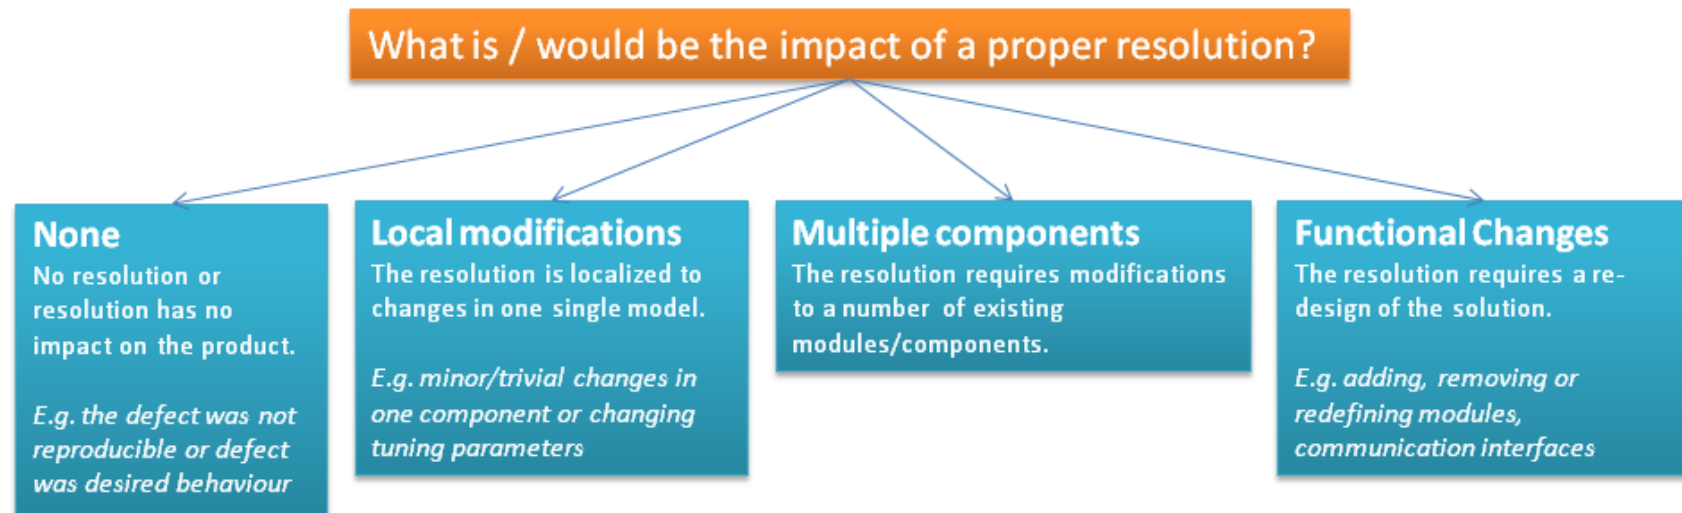 What is / would be the impact of a proper resolution?
None
No resolution or
resolution has no
impact on the product.
E.g. the defect was not
reproducible or defect
was desired behaviour
Local modifications
The resolution is localized to
changes in one single model.
E.g. minor/trivial changes in
one component or changing
tuning parameters
Multiple components
The resolution requires modifications
to a number of existing
modules/components.
Functional Changes
The resolution requires a re-
design of the solution.
E.g. adding, removing or
redefining modules,
communication interfaces